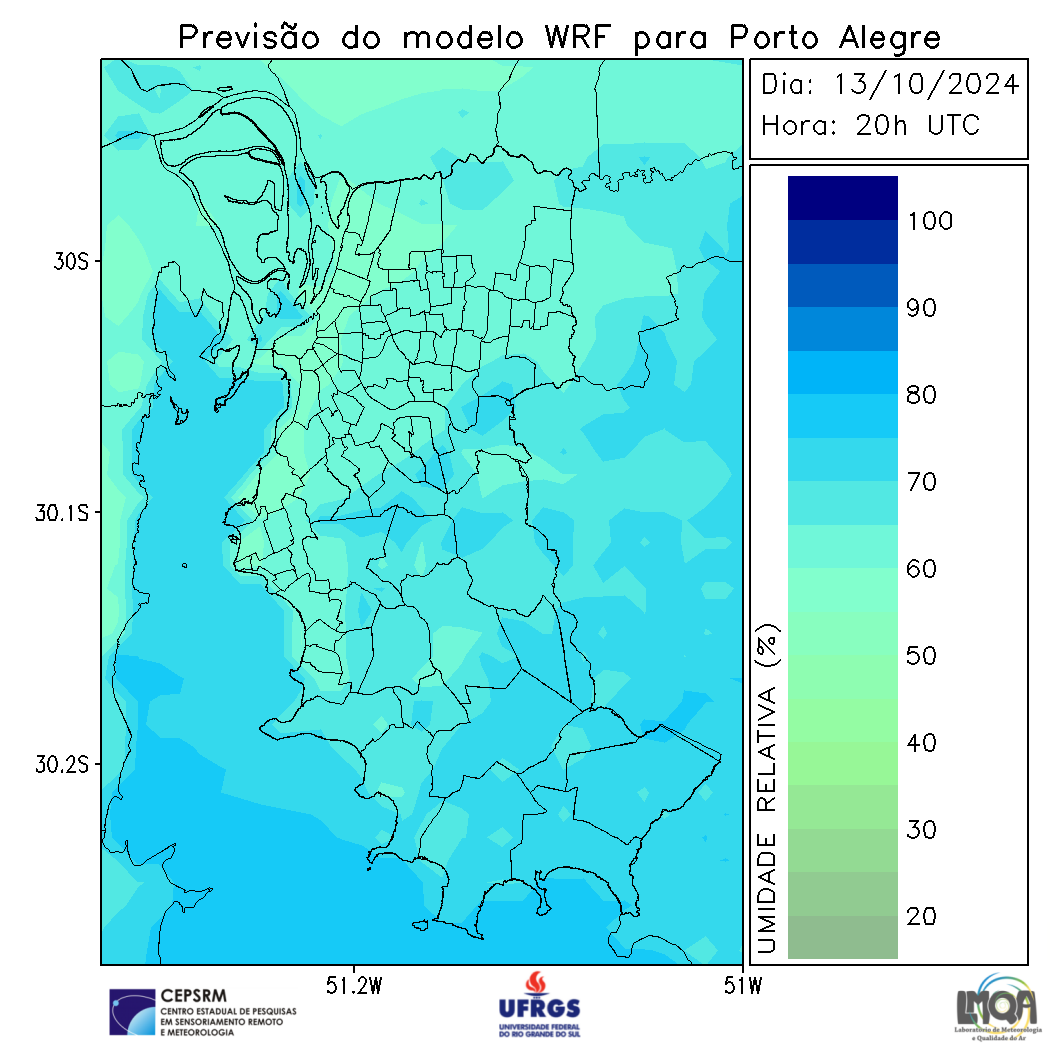 Previsão do modelo WRF para Porto Alegre
Dia: 13/10/2024
Hora: 20h UTC
100
90
80
70
60
50
40
30
20
UMIDADE RELATIVA (%)
30S
30.1S
30.2S
51.2W
51W
CEPSRM
CENTRO ESTADUAL DE PESQUISAS
EM SENSORIAMENTO REMOTO
E METEOROLOGIA
UFRGS
UNIVERSIDADE FEDERAL
DO RIO GRANDE DO SUL
LMQA
Laboratório de Meteorologia
e Qualidade do Ar